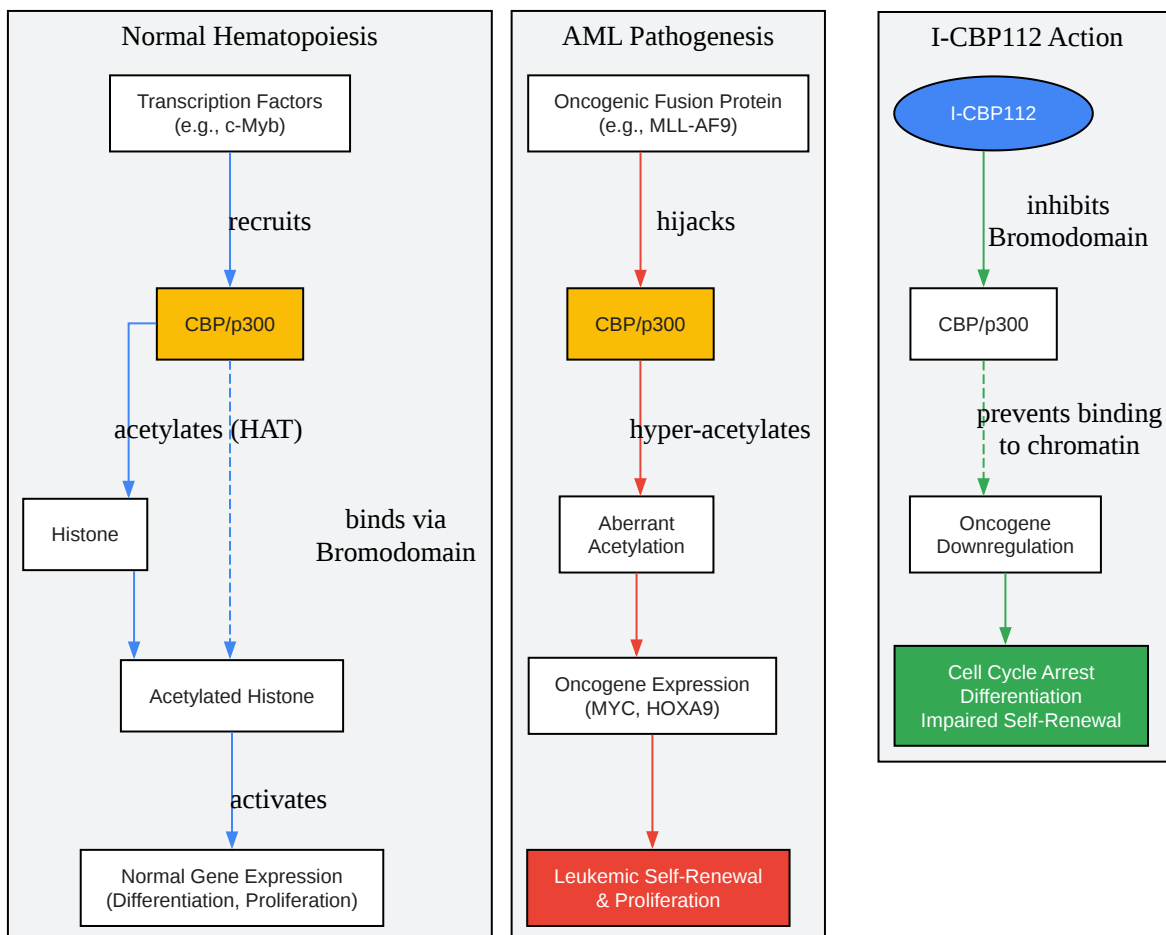 Normal Hematopoiesis
Transcription Factors
(e.g., c-Myb)
recruits
CBP/p300
acetylates (HAT)
Histone
binds via
Bromodomain
Acetylated Histone
activates
Normal Gene Expression
(Differentiation, Proliferation)
AML Pathogenesis
Oncogenic Fusion Protein
(e.g., MLL-AF9)
hijacks
CBP/p300
hyper-acetylates
Aberrant
Acetylation
Oncogene Expression
(MYC, HOXA9)
Leukemic Self-Renewal
& Proliferation
I-CBP112 Action
I-CBP112
inhibits
Bromodomain
CBP/p300
prevents binding
to chromatin
Oncogene
Downregulation
Cell Cycle Arrest
Differentiation
Impaired Self-Renewal